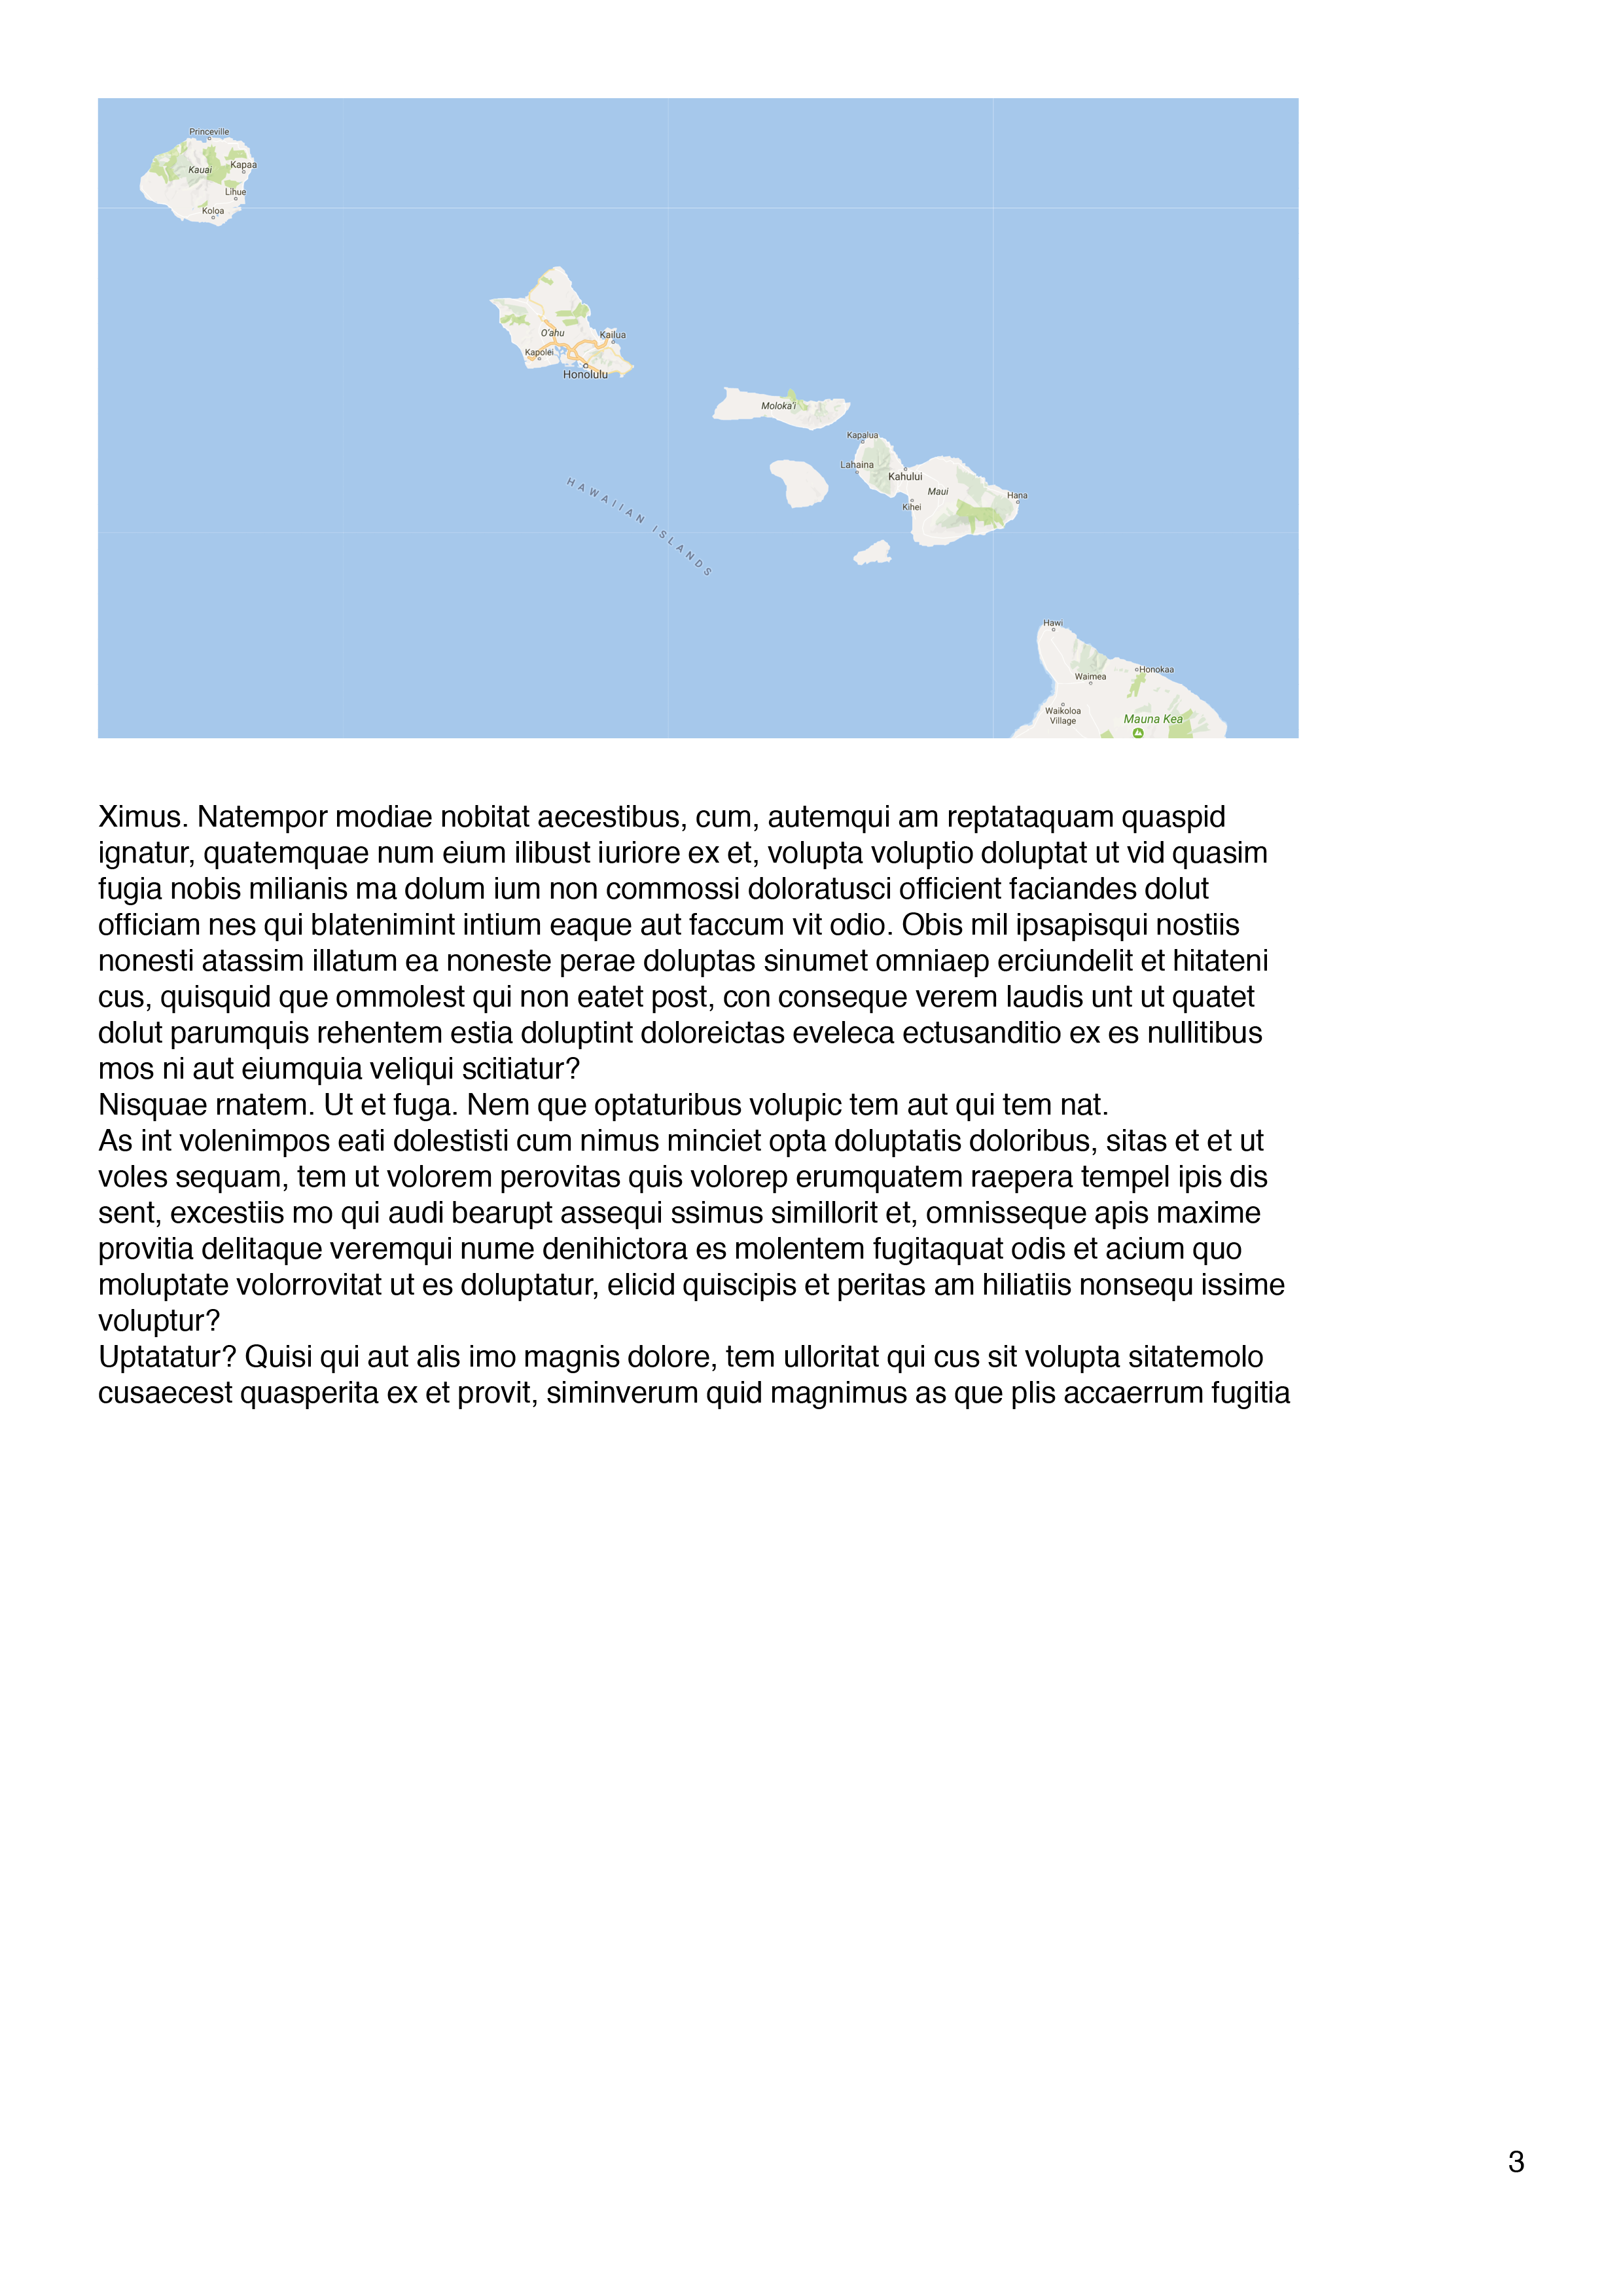 Princeville
Kauai
Kapaa
Lihue
Koloa
O'ahu
Kailua
Kapolei
Honolulu
Moloka'i
Kapalua
Lahaina
Kahului
Maui
Hana
Kihei
HAWAIIAN ISLANDS
Hawi
Honokaa
Waimea
Waikoloa
Village
Mauna Kea
Ximus. Natempor modiae nobitat aecestibus, cum, autemqui am reptataquam quaspid
ignatur, quatemquae num eium ilibust iuriore ex et, volupta voluptio doluptat ut vid quasim
fugia nobis milianis ma dolum ium non commossi doloratusci officient faciandes dolut
officiam nes qui blatenimint intium eaque aut faccum vit odio. Obis mil ipsapisqui nostiis
nonesti atassim illatum ea noneste perae doluptas sinumet omniaep erciundelit et hitateni
cus, quisquid que ommolest qui non eatet post, con conseque verem laudis unt ut quatet
dolut parumquis rehentem estia doluptint doloreictas eveleca ectusanditio ex es nullitibus
mos ni aut eiumquia veliqui scitiatur?
Nisquae rnatem. Ut et fuga. Nem que optaturibus volupic tem aut qui tem nat.
As int volenimpos eati dolestisti cum nimus minciet opta doluptatis doloribus, sitas et et ut
voles sequam, tem ut volorem perovitas quis volorep erumquatem raepera tempel ipis dis
sent, excestiis mo qui audi bearupt assequi ssimus simillorit et, omnisseque apis maxime
provitia delitaque veremqui nume denihictora es molentem fugitaquat odis et acium quo
moluptate volorrovitat ut es doluptatur, elicid quiscipis et peritas am hiliatiis nonsequ issime
voluptur?
Uptatatur? Quisi qui aut alis imo magnis dolore, tem ulloritat qui cus sit volupta sitatemolo
cusaecest quasperita ex et provit, siminverum quid magnimus as que plis accaerrum fugitia
3